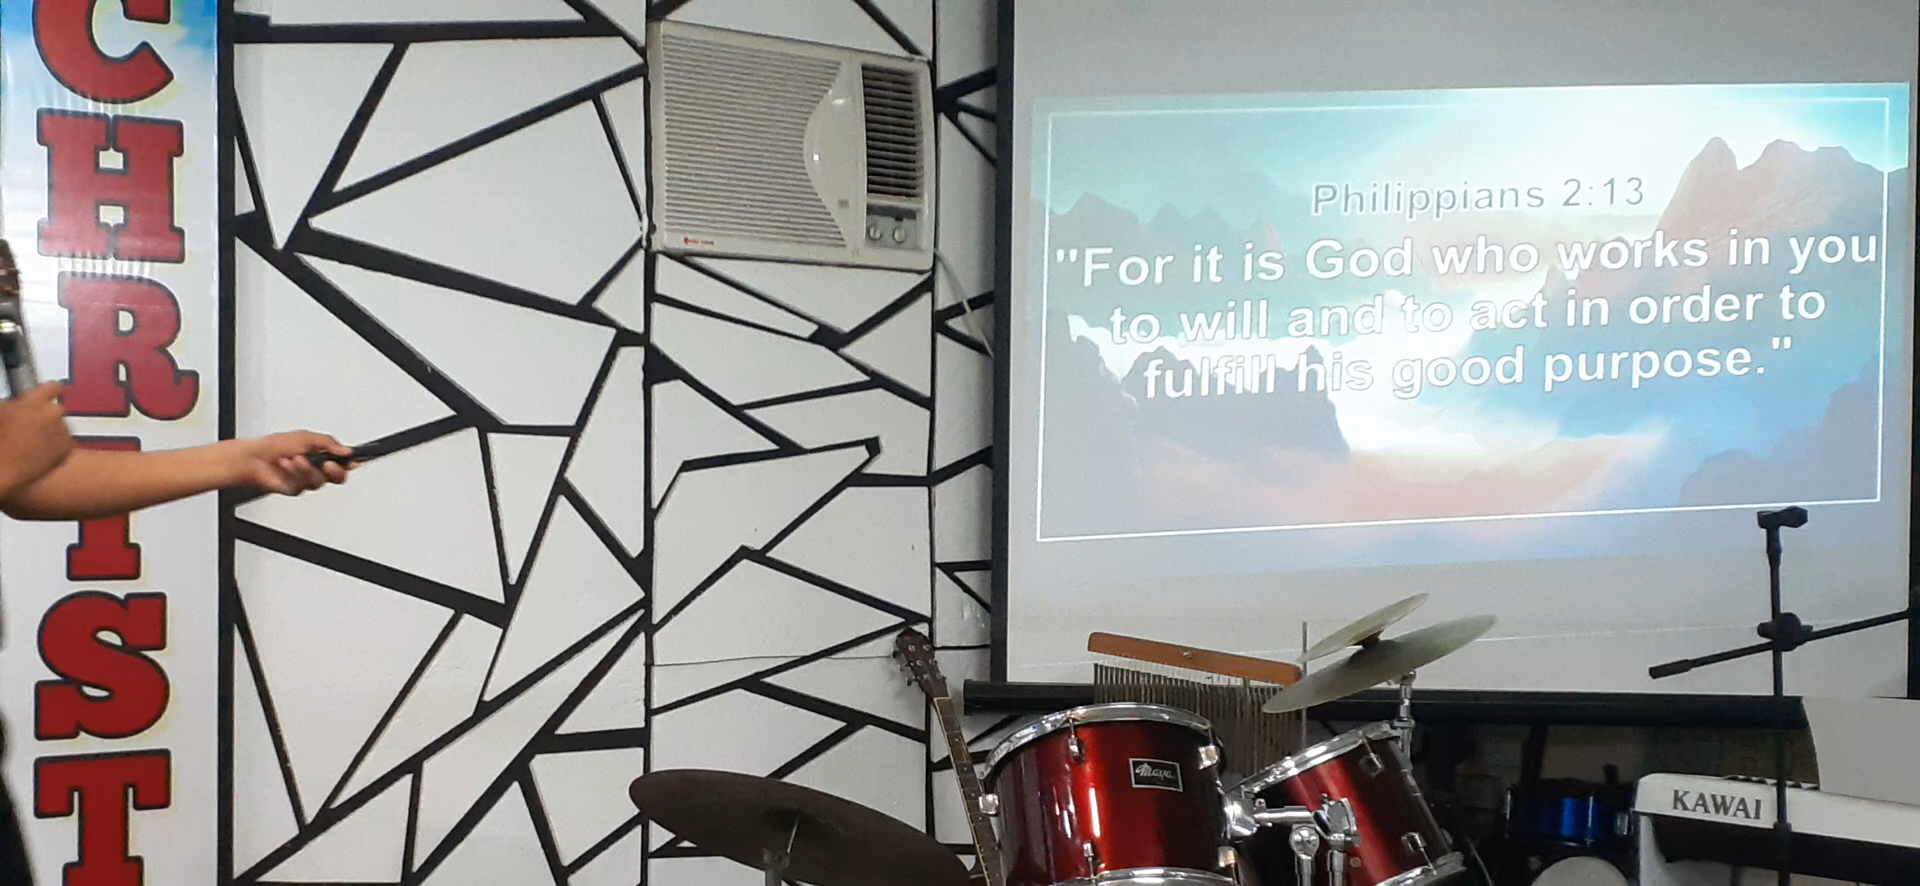 CHRIST
Philippians 2:13
"For it is God who works in you
to will and to act in order to
fulfill his good purpose."
Maya
KAWAI